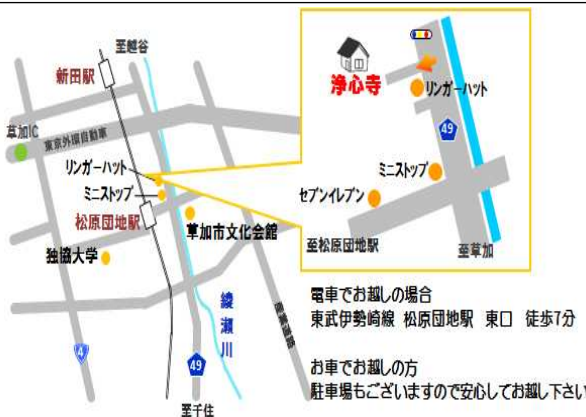 至越谷
新田駅
草加IC
東京外環自動車
リンガーハット
ミニストップ
松原団地駅
草加市文化会館
独協大学
綾瀬川
4
49
至千住
浄心寺
リンガーハット
49
ミニストップ
セブンイレブン
至松原団地駅
至草加
電車でお越しの場合
東武伊勢崎線 松原団地駅 東口 徒歩7分
お車でお越しの方
駐車場もございますので安心してお越し下さい